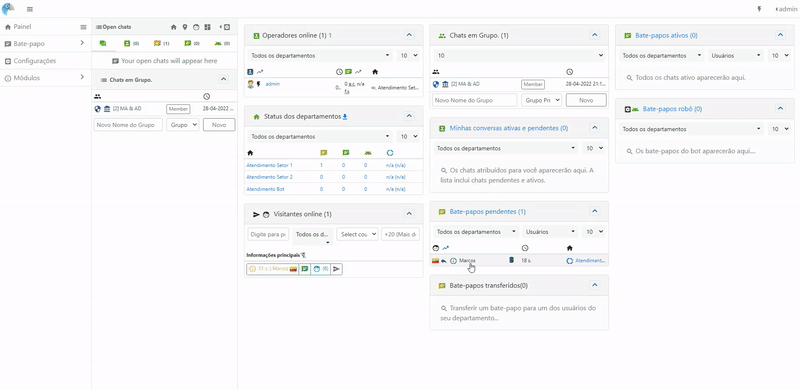 admin
Painel
Bate-papo
Configurações
Módulos
Open chats
(0)
(1)
(0)
(0)
Your open chats will appear here
Chats em Grupo.
[2] MA & AD
Member
28-04-2022 ...
Novo Nome do Grupo
Grupo
Novo
Operadores online (1) 1
Todos os departamentos
10
admin
0..
Atendimento Set...
Status dos departamentos
Todos os departamentos
10
Atendimento Setor 1
1
0
0
n/a (n/a)
Atendimento Setor 2
0
0
0
n/a (n/a)
Atendimento Bot
0
0
0
n/a (n/a)
Visitantes online (1)
Digite para p
Todos os d...
Select cou
+20 (Mais d
Informações principais
11 s. | Marcos
(6)
Chats em Grupo. (1)
10
[2] MA & AD
Member
28-04-2022 21:1...
Novo Nome do Grupo
Grupo Pri
Novo
Minhas conversas ativas e pendentes (0)
Todos os departamentos
10
Os chats atribuídos para você aparecerão aqui. A
lista inclui chats pendentes e ativos.
Bate-papos pendentes (1)
Todos os departamentos
Usuários
10
Marcos
18 s.
Atendiment...
Bate-papos transferidos(0)
Transferir um bate-papo para um dos usuários do
seu departamento...
Bate-papos ativos (0)
Todos os departamentos
Usuários
10
Todos os chats ativo aparecerão aqui.
Bate-papos robô (0)
Todos os departamentos
10
Os bate-papos do bot aparecerão aqui....